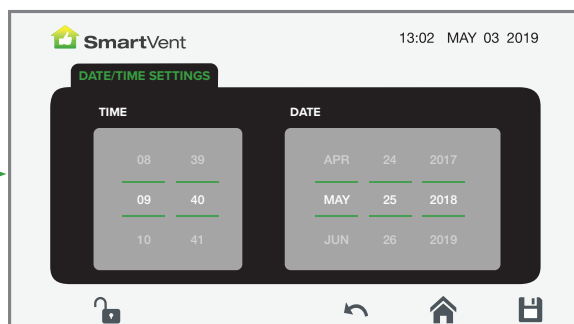 SmartVent
13:02 MAY 03 2019
DATE/TIME SETTINGS
TIME
DATE
08 39
APR 24 2017
09 40
MAY 25 2018
10 41
JUN 26 2019